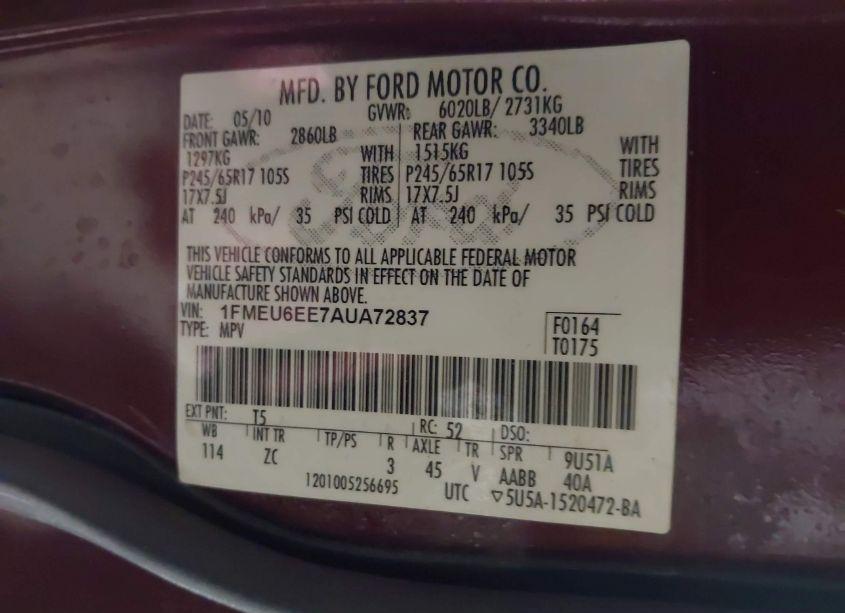 MFD. BY FORD MOTOR CO.
DATE: 05/10 GVWR: 6020LB/ 2731KG
FRONT GAWR: 2860LB REAR GAWR: 3340LB
1297KG WITH 1515KG WITH
P245/65R17 105S TIRES P245/65R17 105S TIRES
17X7.5J RIMS 17X7.5J RIMS
AT 240 kPa/ 35 PSI COLD AT 240 kPa/ 35 PSI COLD
Ford
THIS VEHICLE CONFORMS TO ALL APPLICABLE FEDERAL MOTOR
VEHICLE SAFETY STANDARDS IN EFFECT ON THE DATE OF
MANUFACTURE SHOWN ABOVE.
VIN: 1FMEU6EE7AUA72837 F0164
TYPE: MPV T0175
EXT PNT: T5 RC: 52 DSO:
WB INT TR TP/PS R AXLE TR SPR 9U51A
114 ZC 3 45 V AABB 40A
1201005256695 UTC ▽5U5A-1520472-BA